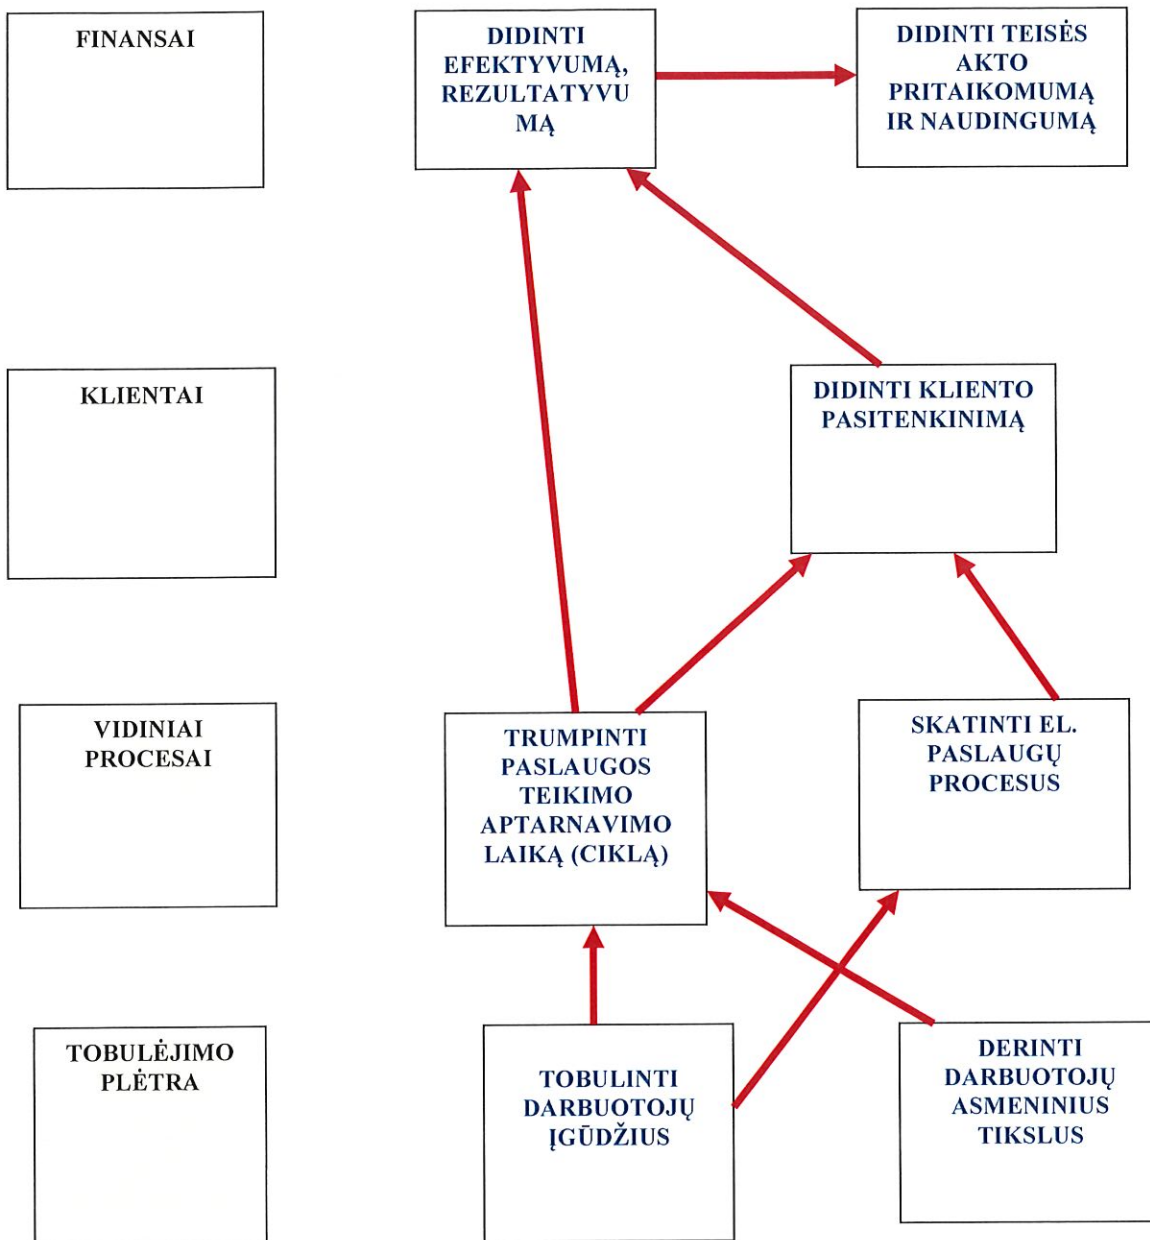 FINANSAI
DIDINTI
EFEKTYVUMĄ,
REZULTATYVU
MĄ
DIDINTI TEISĖS
AKTO
PRITAIKOMUMĄ
IR NAUDINGUMĄ
KLIENTAI
DIDINTI KLIENTO
PASITENKINIMĄ
VIDINIAI
PROCESAI
TRUMPINTI
PASLAUGOS
TEIKIMO
APTARNAVIMO
LAIKĄ (CIKLĄ)
SKATINTI EL.
PASLAUGŲ
PROCESUS
TOBULĖJIMO
PLĖTRA
TOBULINTI
DARBUOTOJŲ
ĮGŪDŽIUS
DERINTI
DARBUOTOJŲ
ASMENINIUS
TIKSLUS